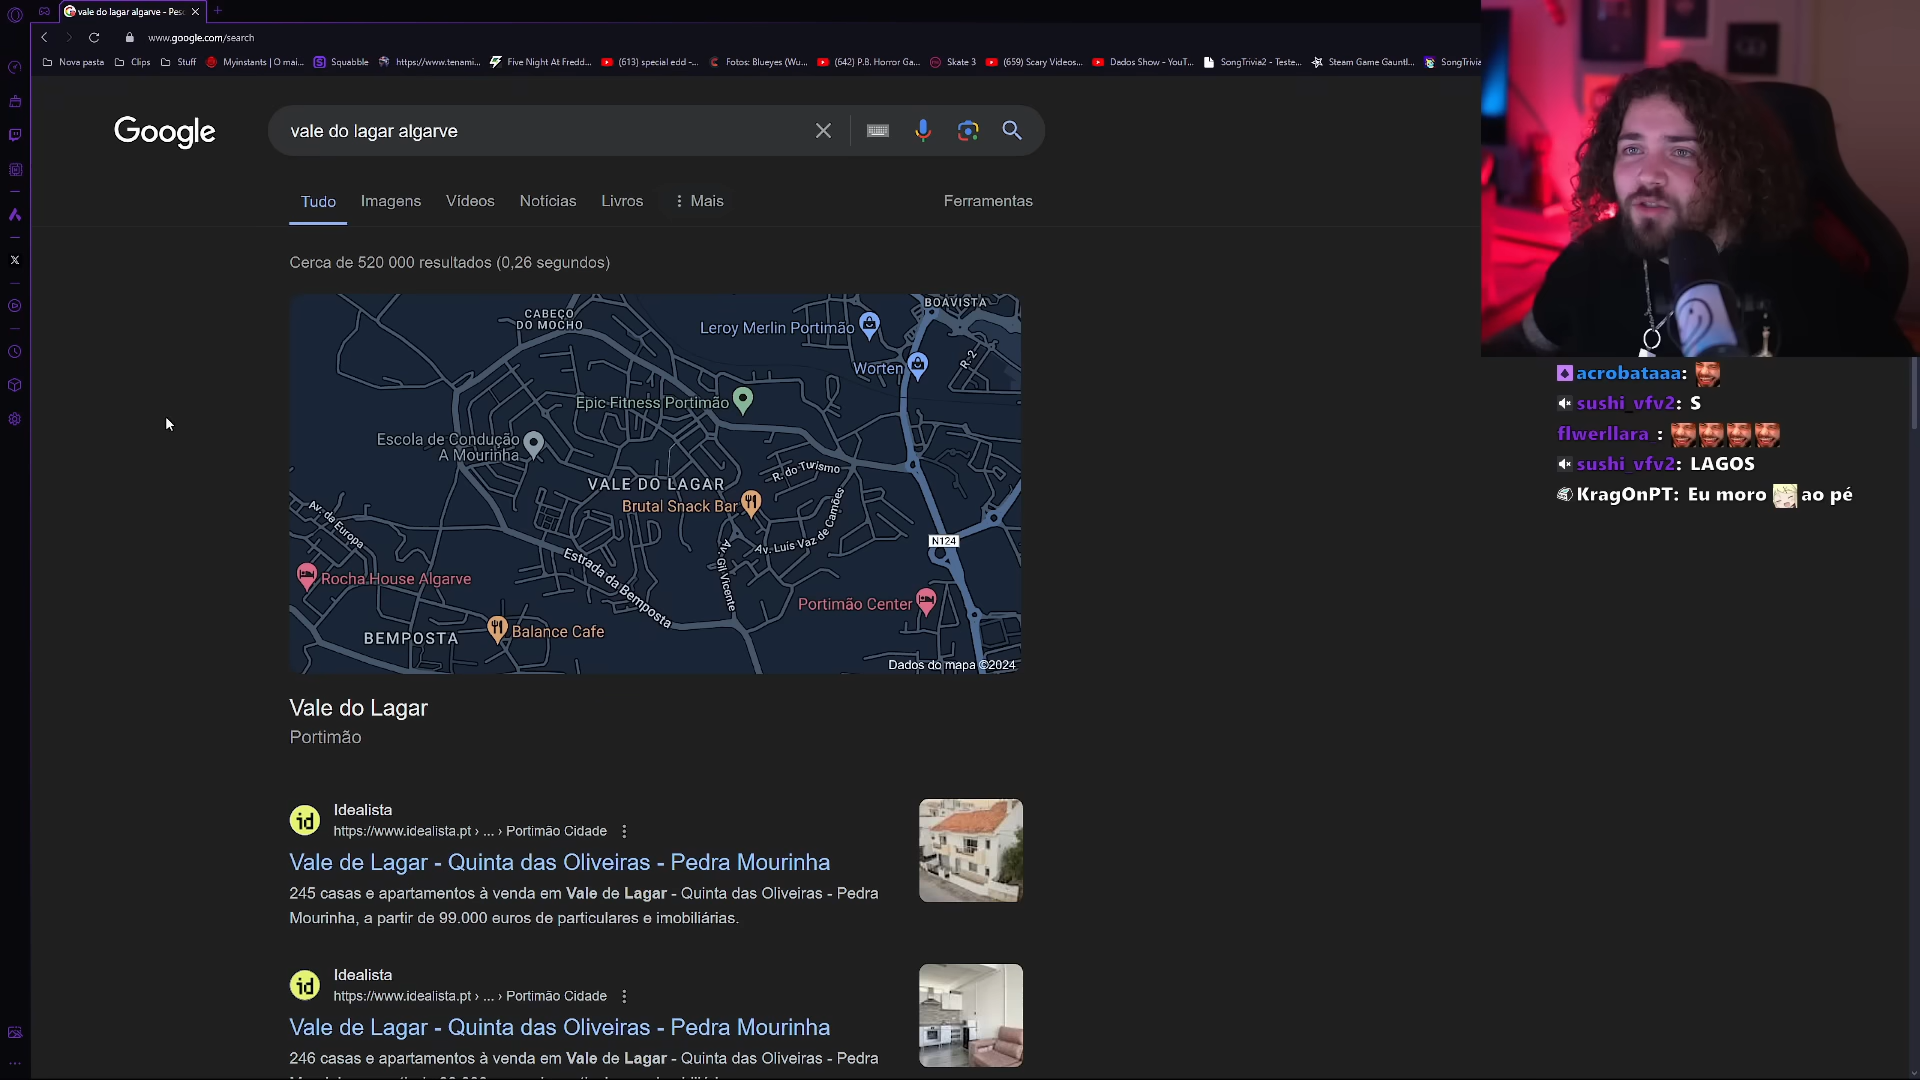 vale do lagar algarve - Pes
www.google.com/search
Nova pasta
Clips
Stuff
Myinstants | O mai...
Squabble
https://www.tenami...
Five Night At Fredd...
(613) special edd -...
Fotos: Blueyes (Wu...
(642) P.B. Horror Ga...
Skate 3
(659) Scary Videos...
Dados Show - YouT...
SongTrivia2 - Teste...
Steam Game Gauntl...
SongTrivia
Google
vale do lagar algarve
Tudo
Imagens
Vídeos
Notícias
Livros
Mais
Ferramentas
Cerca de 520 000 resultados (0,26 segundos)
BOAVISTA
CABEÇO
DO MOCHO
Leroy Merlin Portimão
Worten
R.-2
Epic Fitness Portimão
Escola de Condução
A Mourinha
R. do Turismo
VALE DO LAGAR
Brutal Snack Bar
Av. da Europa
Av. Luís Vaz de Camões
N124
Estrada da Bemposta
Av. Gil Vicente
Rocha House Algarve
Portimão Center
BEMPOSTA
Balance Cafe
Dados do mapa ©2024
Vale do Lagar
Portimão
id
Idealista
https://www.idealista.pt › ... › Portimão Cidade
Vale de Lagar - Quinta das Oliveiras - Pedra Mourinha
245 casas e apartamentos à venda em Vale de Lagar - Quinta das Oliveiras - Pedra
Mourinha, a partir de 99.000 euros de particulares e imobiliárias.
id
Idealista
https://www.idealista.pt › ... › Portimão Cidade
Vale de Lagar - Quinta das Oliveiras - Pedra Mourinha
246 casas e apartamentos à venda em Vale de Lagar - Quinta das Oliveiras - Pedra
acrobataaa:
sushi_vfv2: S
flwerllara :
sushi_vfv2: LAGOS
KragOnPT: Eu moro ao pé